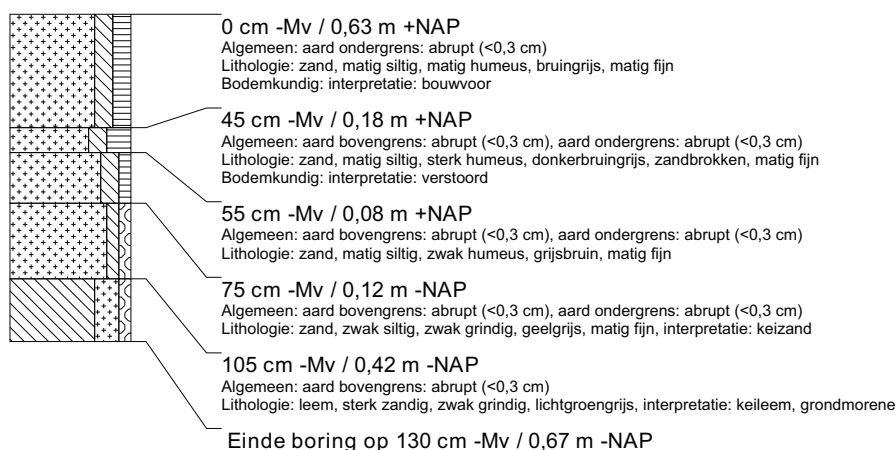 0 cm -Mv / 0,63 m +NAP
Algemeen: aard ondergrens: abrupt (<0,3 cm)
Lithologie: zand, matig siltig, matig humeus, bruingrijs, matig fijn
Bodemkundig: interpretatie: bouwvoor
45 cm -Mv / 0,18 m +NAP
Algemeen: aard bovengrens: abrupt (<0,3 cm), aard ondergrens: abrupt (<0,3 cm)
Lithologie: zand, matig siltig, sterk humeus, donkerbruingrijs, zandbrokken, matig fijn
Bodemkundig: interpretatie: verstoord
55 cm -Mv / 0,08 m +NAP
Algemeen: aard bovengrens: abrupt (<0,3 cm), aard ondergrens: abrupt (<0,3 cm)
Lithologie: zand, matig siltig, zwak humeus, grijsbruin, matig fijn
75 cm -Mv / 0,12 m -NAP
Algemeen: aard bovengrens: abrupt (<0,3 cm), aard ondergrens: abrupt (<0,3 cm)
Lithologie: zand, zwak siltig, zwak grindig, geelgrijs, matig fijn, interpretatie: keizand
105 cm -Mv / 0,42 m -NAP
Algemeen: aard bovengrens: abrupt (<0,3 cm)
Lithologie: leem, sterk zandig, zwak grindig, lichtgroengrijs, interpretatie: keileem, grondmorene
Einde boring op 130 cm -Mv / 0,67 m -NAP